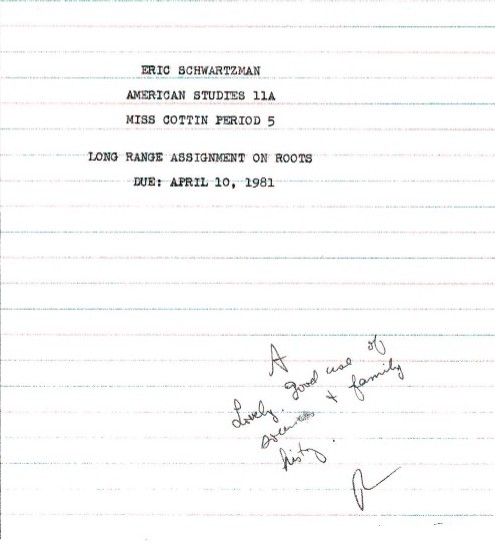 ERIC SCHWARTZMAN
AMERICAN STUDIES 11A
MISS COTTIN PERIOD 5
LONG RANGE ASSIGNMENT ON ROOTS
DUE: APRIL 10, 1981
A
Lovely. good use of
+ family
history.